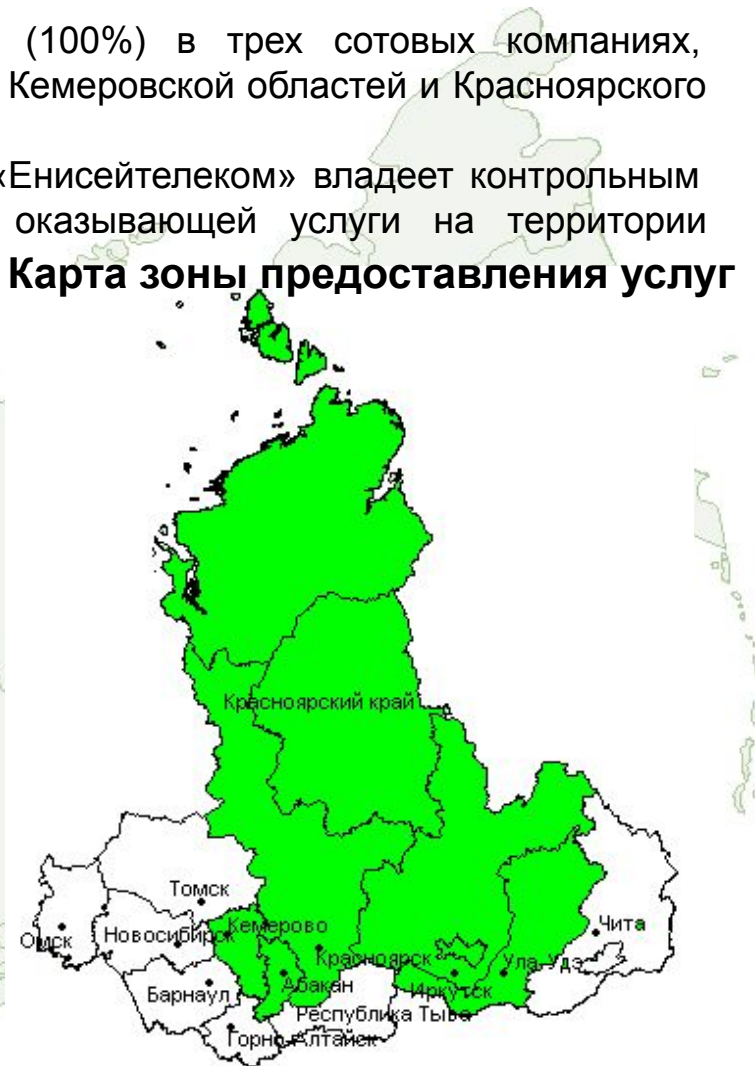 (100%) в трех сотовых компаниях,
Кемеровской областей и Красноярского
«Енисейтелеком» владеет контрольным
оказывающей услуги на территории
Карта зоны предоставления услуг
Красноярский край
Томск
Омск
Новосибирск
Кемерово
Чита
Красноярск
Ула-Удэ
Барнаул
Абакан
Иркутск
Республика Тыва
Горно-Алтайск